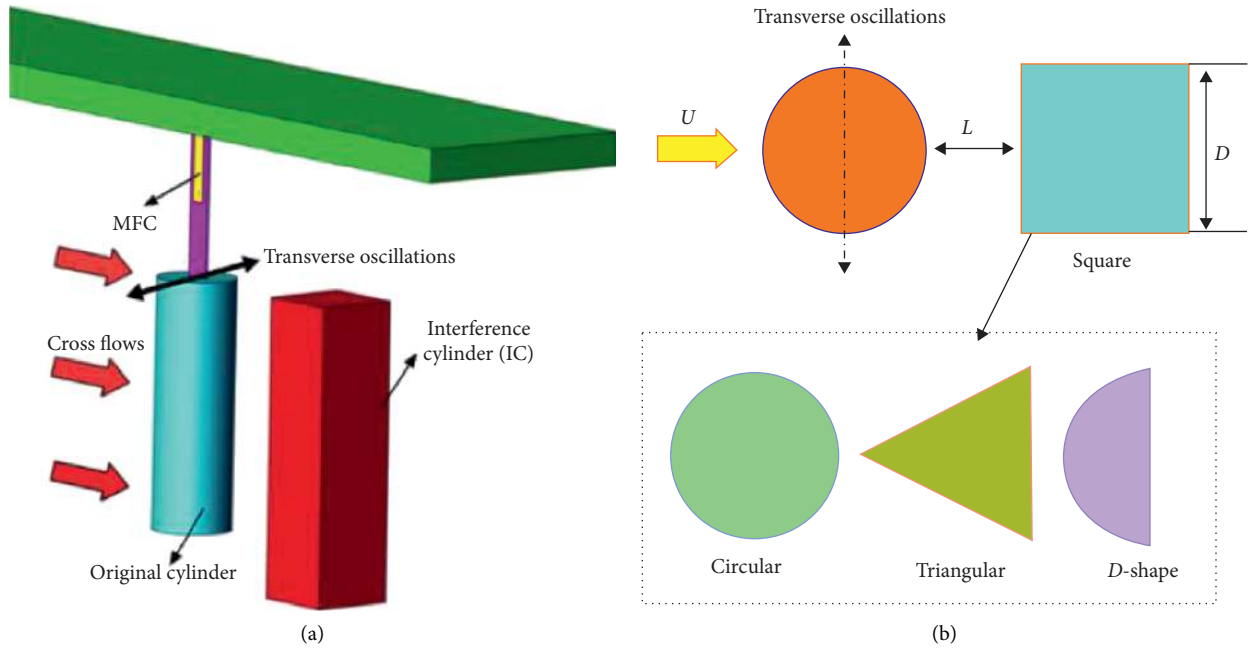 MFC
Transverse oscillations
Cross flows
Interference
cylinder (IC)
Original cylinder
(a)
Transverse oscillations
U
L
D
Square
Circular
Triangular
D-shape
(b)